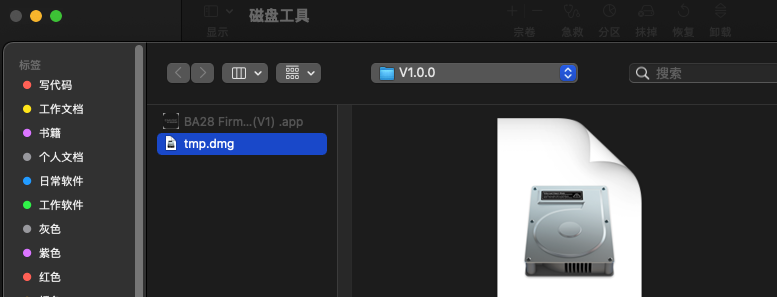 磁盘工具
显示
宗卷
急救
分区
抹掉
恢复
卸载
标签
写代码
工作文档
书籍
个人文档
日常软件
工作软件
灰色
紫色
红色
V1.0.0
搜索
BA28 Firm...(V1) .app
tmp.dmg